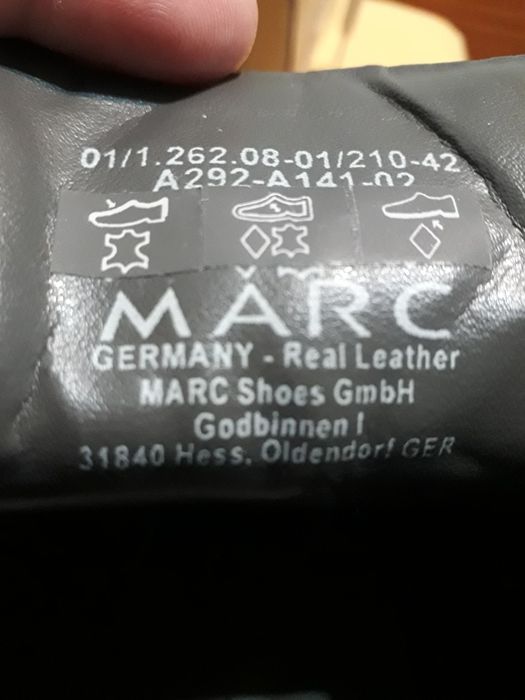 01/1.262.08-01/210-42
A292-A141-02
MARC
GERMANY - Real Leather
MARC Shoes GmbH
Godbinnen I
31840 Hess. Oldendorf GER